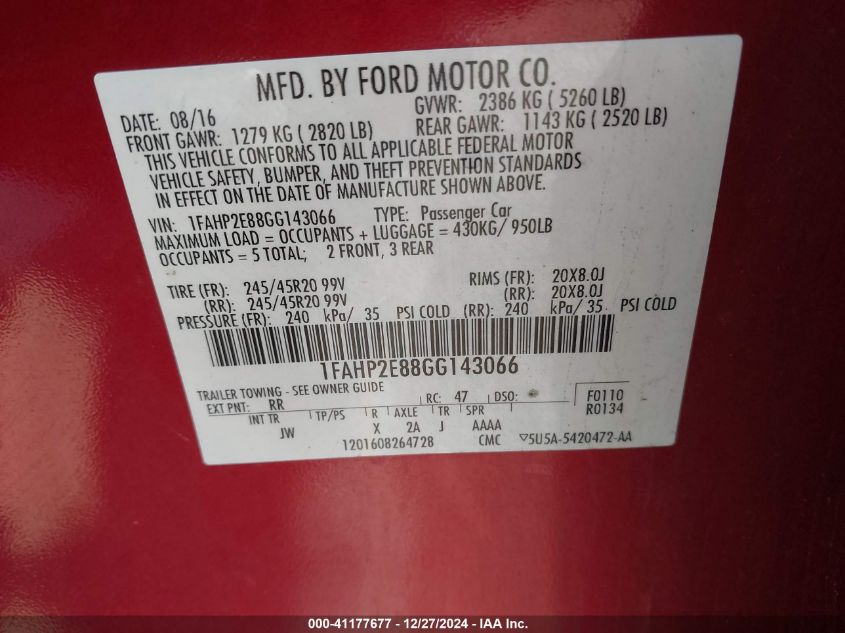 MFD. BY FORD MOTOR CO.
DATE: 08/16 GVWR: 2386 KG ( 5260 LB)
FRONT GAWR: 1279 KG ( 2820 LB) REAR GAWR: 1143 KG ( 2520 LB)
THIS VEHICLE CONFORMS TO ALL APPLICABLE FEDERAL MOTOR
VEHICLE SAFETY, BUMPER, AND THEFT PREVENTION STANDARDS
IN EFFECT ON THE DATE OF MANUFACTURE SHOWN ABOVE.
VIN: 1FAHP2E88GG143066 TYPE: Passenger Car
MAXIMUM LOAD = OCCUPANTS + LUGGAGE = 430KG/ 950LB
OCCUPANTS = 5 TOTAL; 2 FRONT, 3 REAR
TIRE (FR): 245/45R20 99V RIMS (FR): 20X8.0J
(RR): 245/45R20 99V (RR): 20X8.0J
PRESSURE (FR): 240 kPa/ 35 PSI COLD (RR): 240 kPa/ 35 PSI COLD
1FAHP2E88GG143066
TRAILER TOWING - SEE OWNER GUIDE
EXT PNT: RR RC: 47 DSO: F0110
INT TR TP/PS R AXLE TR SPR R0134
JW X 2A J AAAA
1201608264728 CMC ▽5U5A-5420472-AA
000-41177677 - 12/27/2024 - IAA Inc.